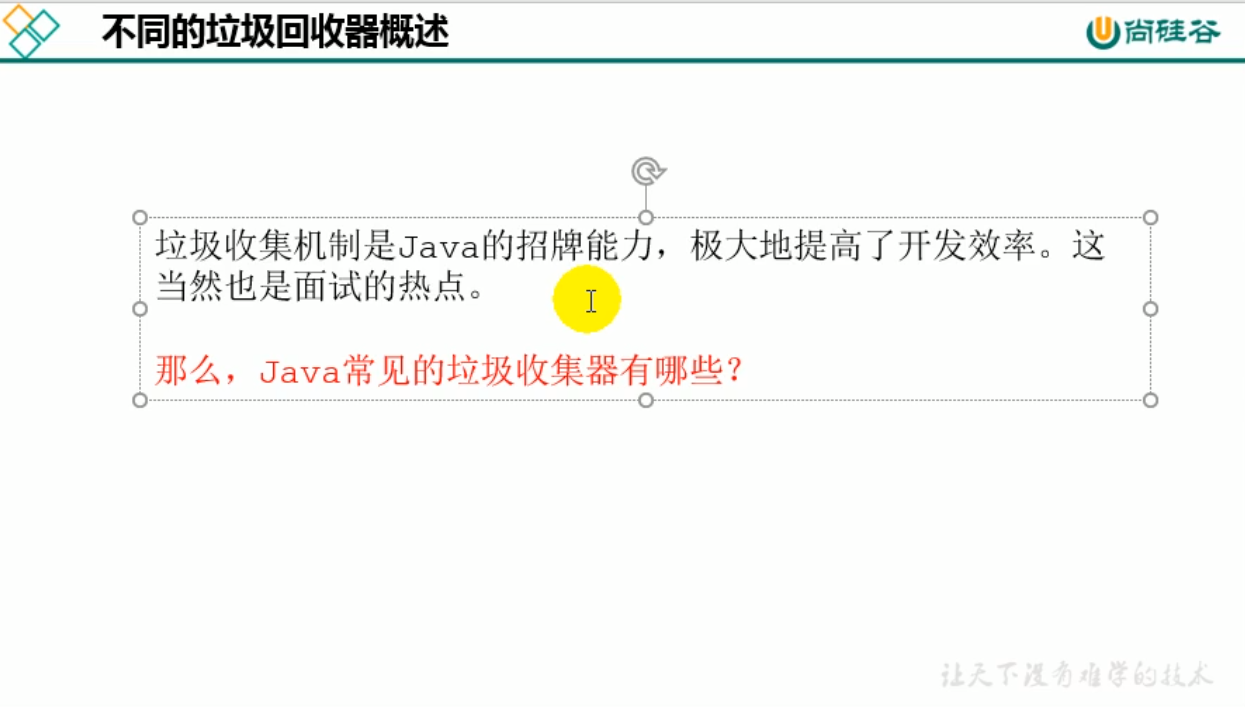 不同的垃圾回收器概述
尚硅谷
垃圾收集机制是Java的招牌能力，极大地提高了开发效率。这
当然也是面试的热点。
那么，Java常见的垃圾收集器有哪些？
让天下没有难学的技术